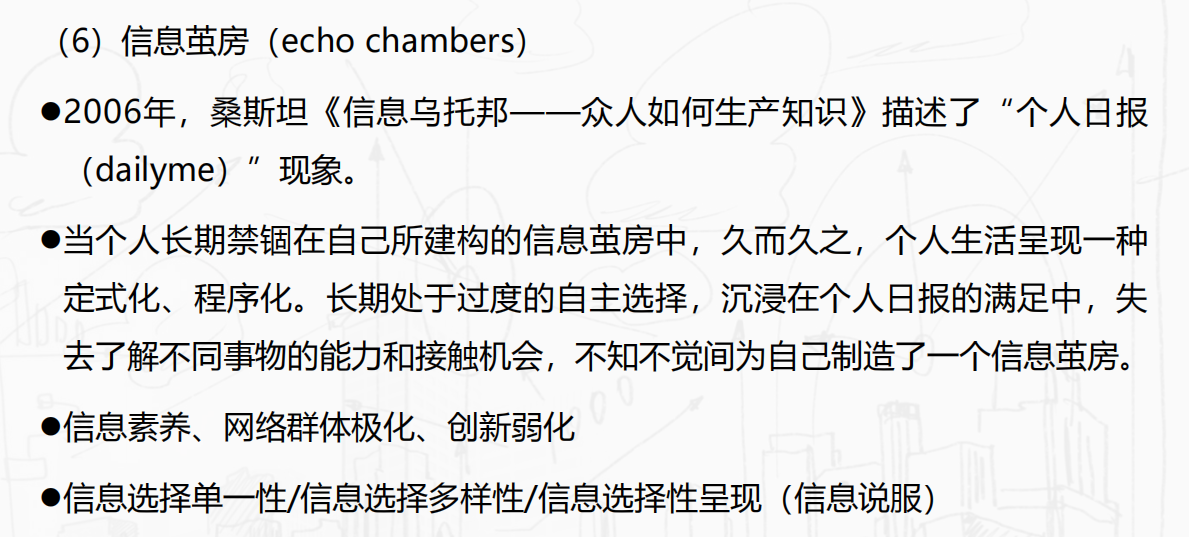 （6）信息茧房（echo chambers）
●2006年，桑斯坦《信息乌托邦——众人如何生产知识》描述了“个人日报
（dailyme）”现象。
●当个人长期禁锢在自己所建构的信息茧房中，久而久之，个人生活呈现一种
定式化、程序化。长期处于过度的自主选择，沉浸在个人日报的满足中，失
去了解不同事物的能力和接触机会，不知不觉间为自己制造了一个信息茧房。
●信息素养、网络群体极化、创新弱化
●信息选择单一性/信息选择多样性/信息选择性呈现（信息说服）